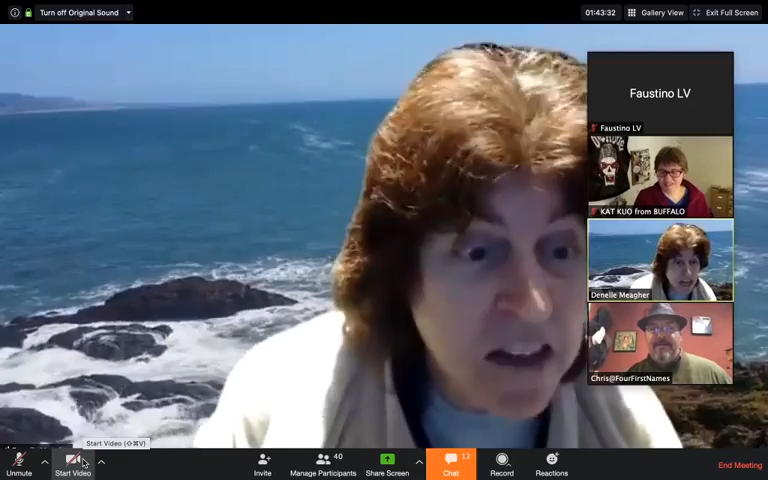 Turn off Original Sound
01:43:32
Gallery View
Exit Full Screen
Faustino LV
Faustino LV
KAT KUO from BUFFALO
Denelle Meagher
Chris@FourFirstNames
Start Video (⇧⌘V)
Unmute
Start Video
Invite
40
Manage Participants
Share Screen
12
Chat
Record
Reactions
End Meeting